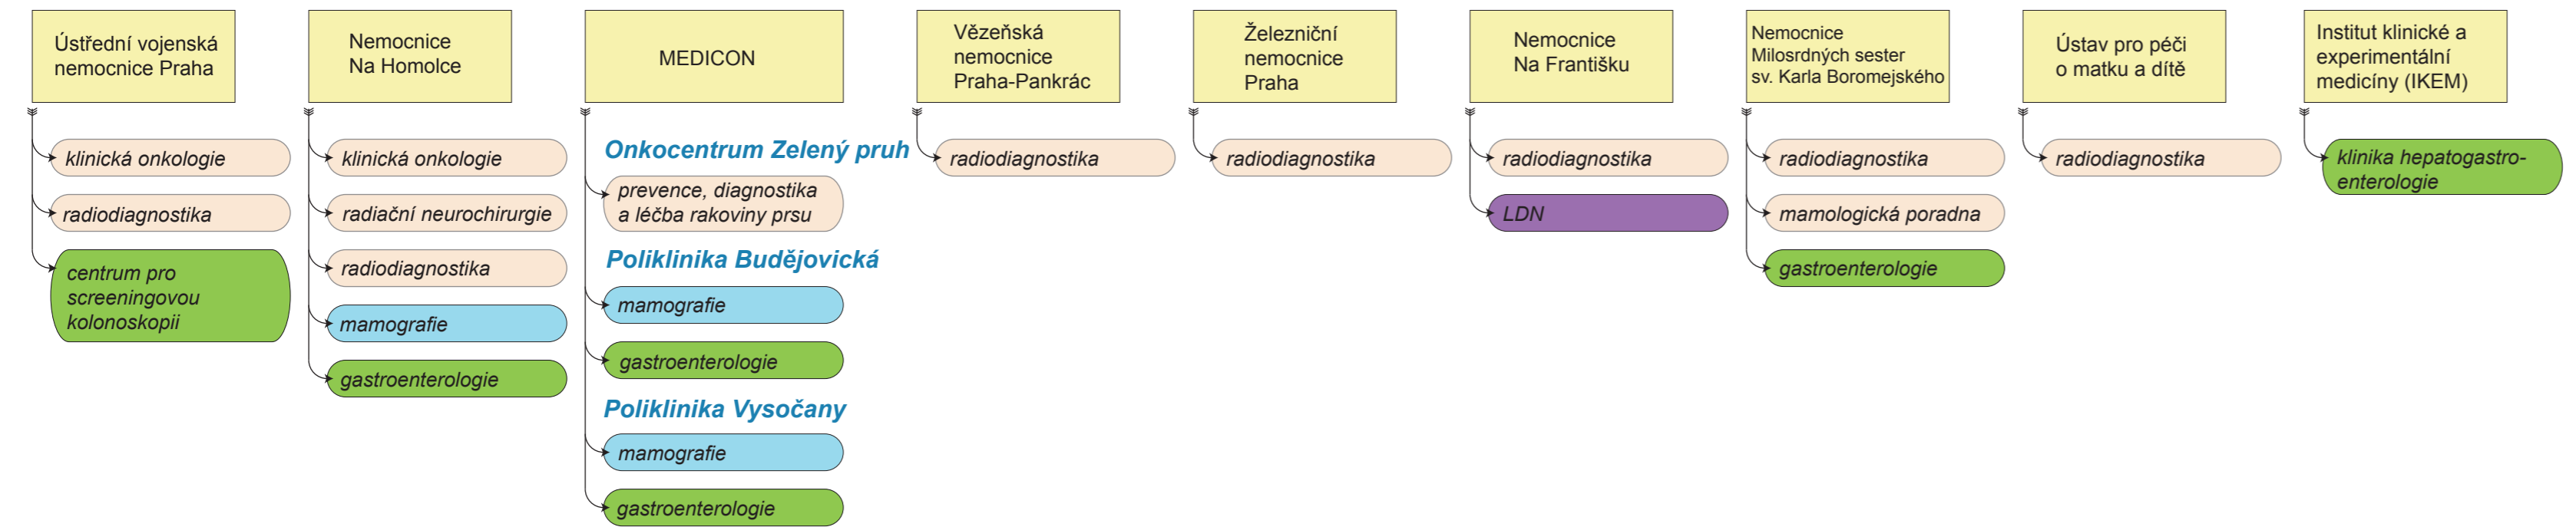 Ústřední vojenská
nemocnice Praha
klinická onkologie
radiodiagnostika
centrum pro
screeningovou
kolonoskopii
Nemocnice
Na Homolce
klinická onkologie
radiační neurochirurgie
radiodiagnostika
mamografie
gastroenterologie
MEDICON
Onkocentrum Zelený pruh
prevence, diagnostika
a léčba rakoviny prsu
Poliklinika Budějovická
mamografie
gastroenterologie
Poliklinika Vysočany
mamografie
gastroenterologie
Vězeňská
nemocnice
Praha-Pankrác
radiodiagnostika
Železniční
nemocnice
Praha
radiodiagnostika
Nemocnice
Na Františku
radiodiagnostika
LDN
Nemocnice
Milosrdných sester
sv. Karla Boromejského
radiodiagnostika
mamologická poradna
gastroenterologie
Ústav pro péči
o matku a dítě
radiodiagnostika
Institut klinické a
experimentální
medicíny (IKEM)
klinika hepatogastro-
enterologie